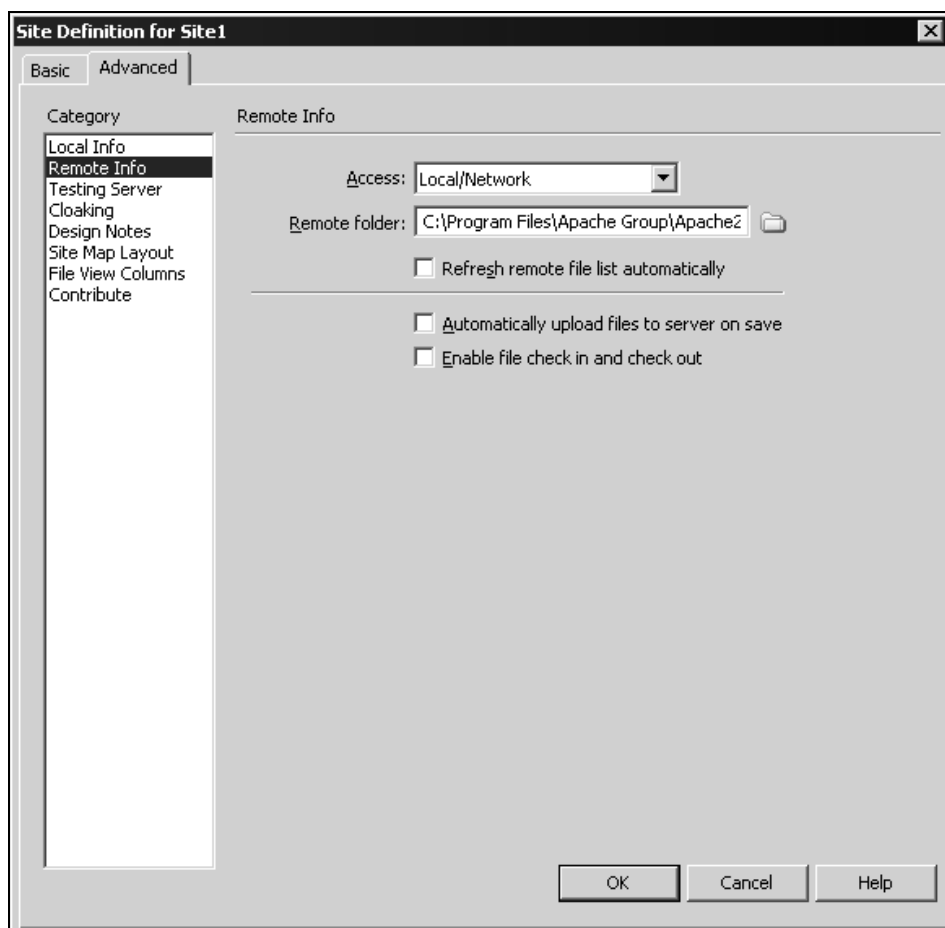 Site Definition for Site1
Basic
Advanced
Category
Local Info
Remote Info
Testing Server
Cloaking
Design Notes
Site Map Layout
File View Columns
Contribute
Remote Info
Access: Local/Network
Remote folder: C:\Program Files\Apache Group\Apache2
Refresh remote file list automatically
Automatically upload files to server on save
Enable file check in and check out
OK
Cancel
Help